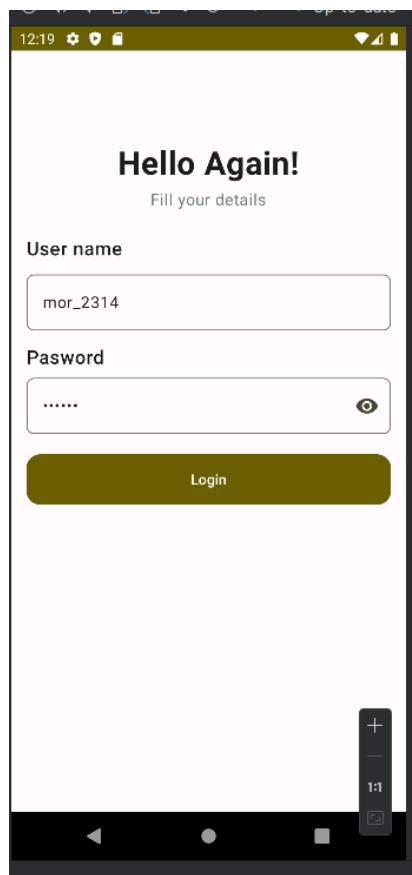 12:19
Hello Again!
Fill your details
User name
mor_2314
Pasword
······
Login
1:1